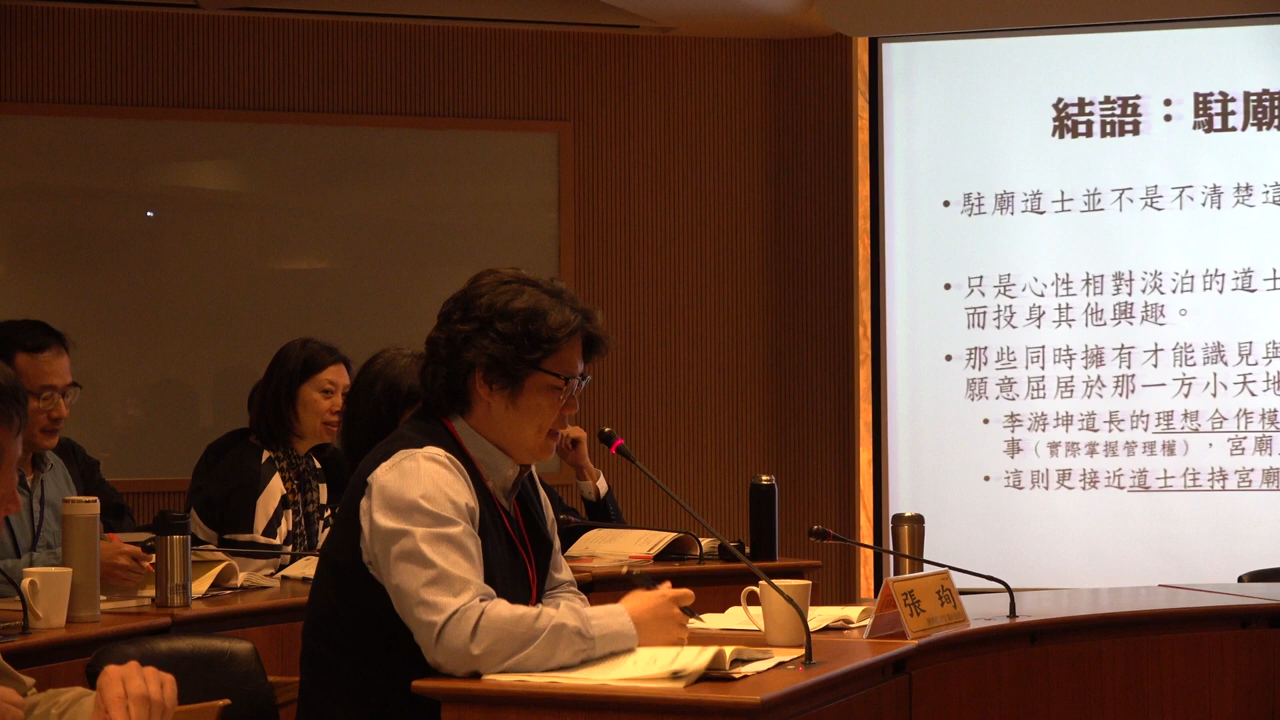 結語：駐廟
•駐廟道士並不是不清楚這
•只是心性相對淡泊的道士
而投身其他興趣。
•那些同時擁有才能識見與
願意屈居於那一方小天地
•李游坤道長的理想合作模
事（實際掌握管理權），宮廟
•這則更接近道士住持宮廟
張珣